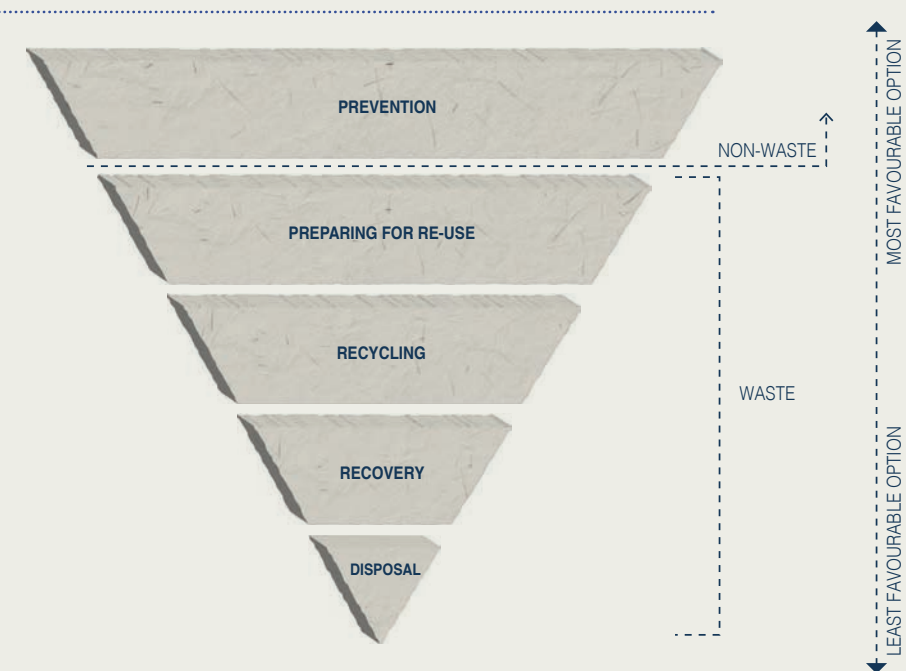 PREVENTION
NON-WASTE
MOST FAVOURABLE OPTION
PREPARING FOR RE-USE
RECYCLING
WASTE
RECOVERY
LEAST FAVOURABLE OPTION
DISPOSAL